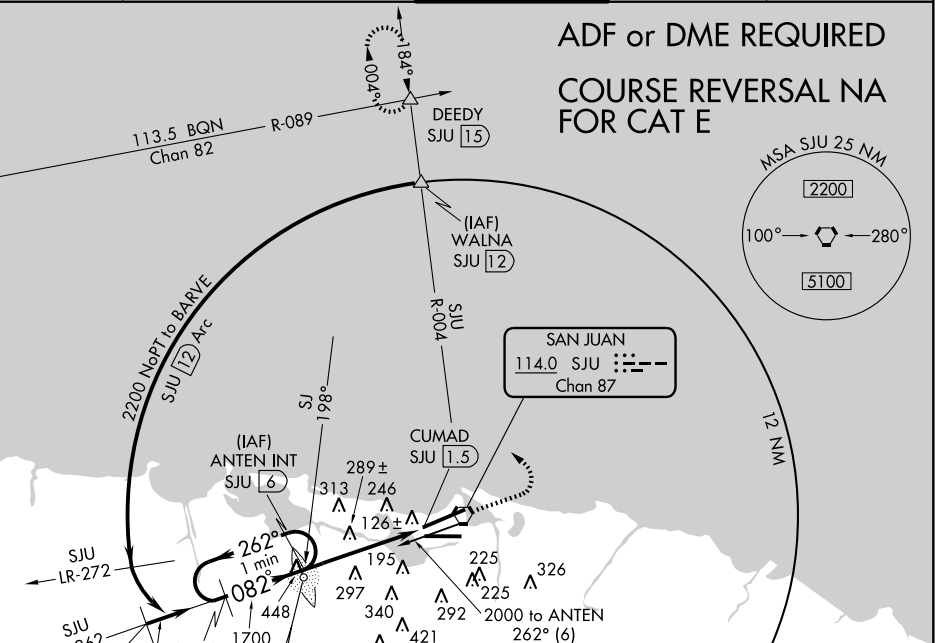 ADF or DME REQUIRED
COURSE REVERSAL NA
FOR CAT E
184°
004°
DEEDY
SJU 15
113.5 BQN
Chan 82
R-089
MSA SJU 25 NM
2200
100°
280°
5100
(IAF)
WALNA
SJU 12
SJU
R-004
2200 NoPT to BARVE
SJU 12 Arc
SAN JUAN
114.0 SJU
Chan 87
12 NM
SJ
198°
(IAF)
ANTEN INT
SJU 6
CUMAD
SJU 1.5
289±
313
246
126±
SJU
LR-272
262°
1 min
082°
195
225
225
326
297
448
340
292
2000 to ANTEN
262° (6)
SJU
1700
421